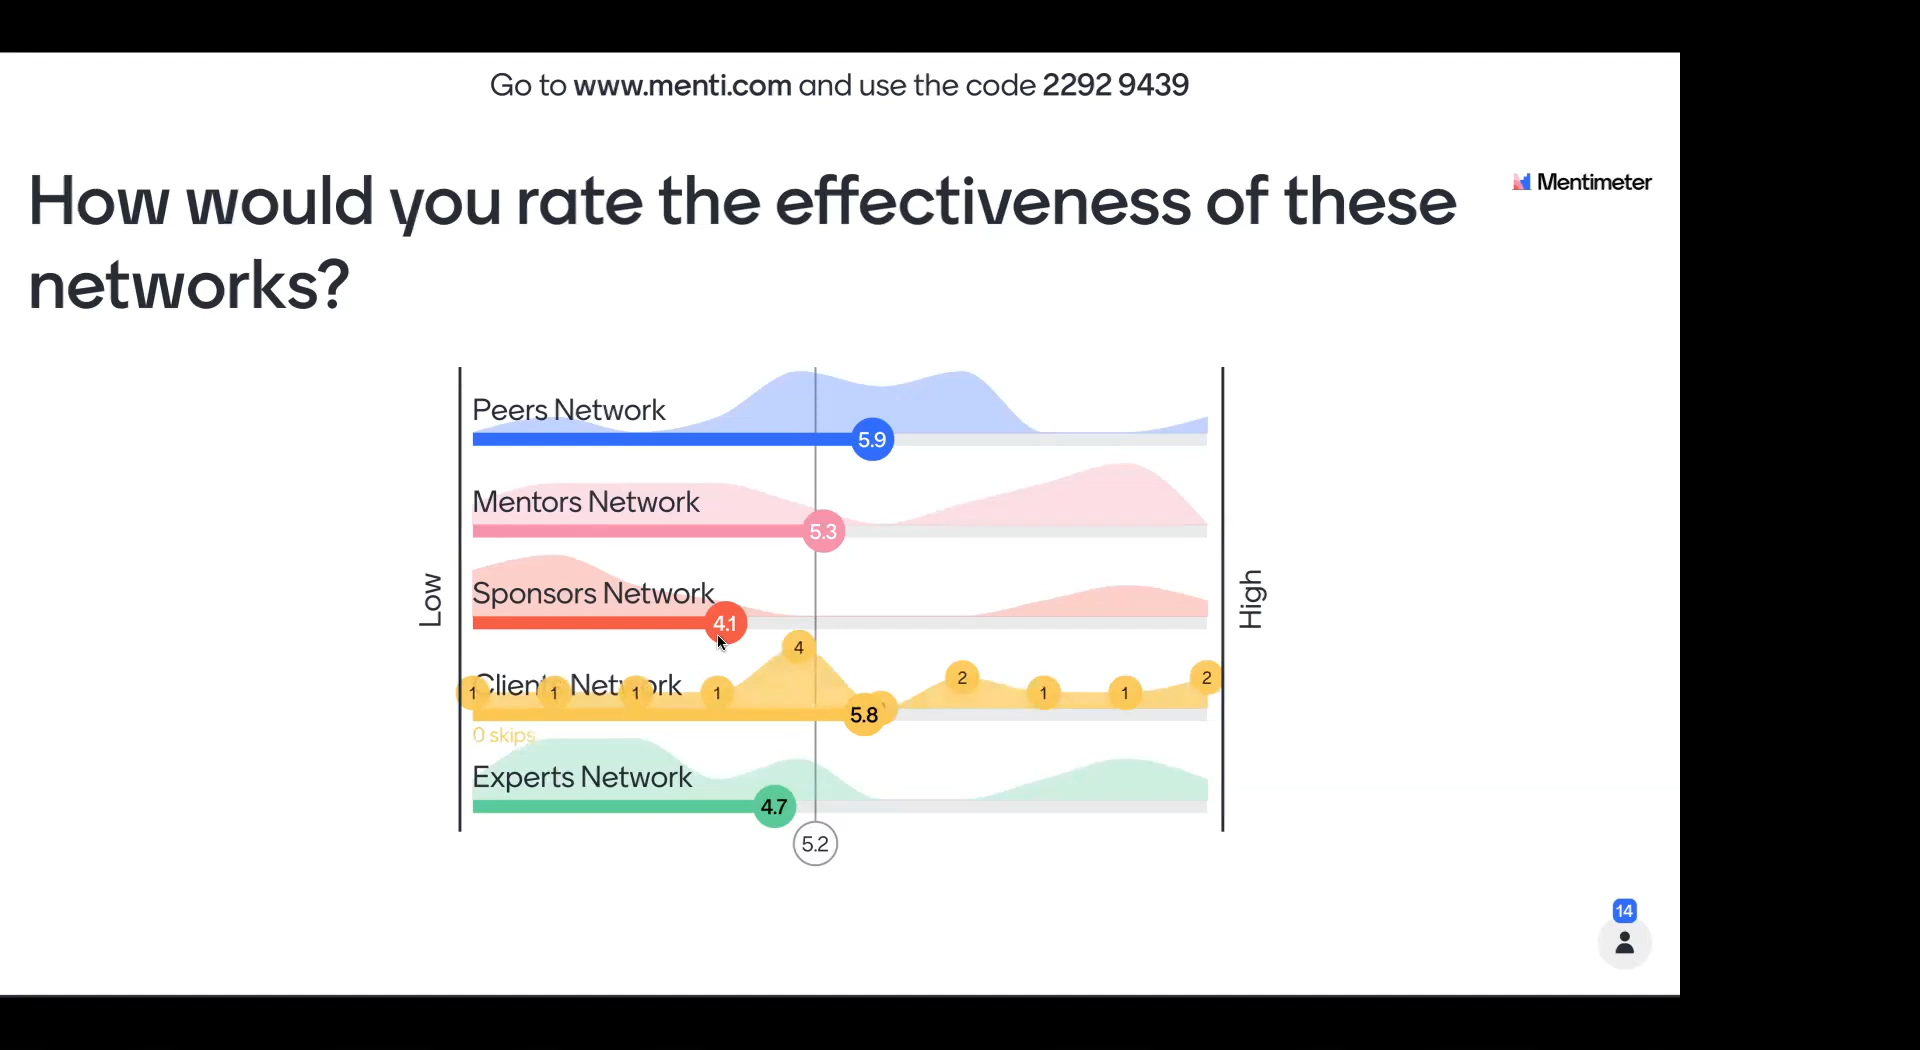 Go to www.menti.com and use the code 2292 9439
How would you rate the effectiveness of these
networks?
Mentimeter
Low
High
Peers Network
5.9
Mentors Network
5.3
Sponsors Network
4.1
4
Clients Network
1 1 1 1 2 1 1 2
5.8
0 skips
Experts Network
4.7
5.2
14